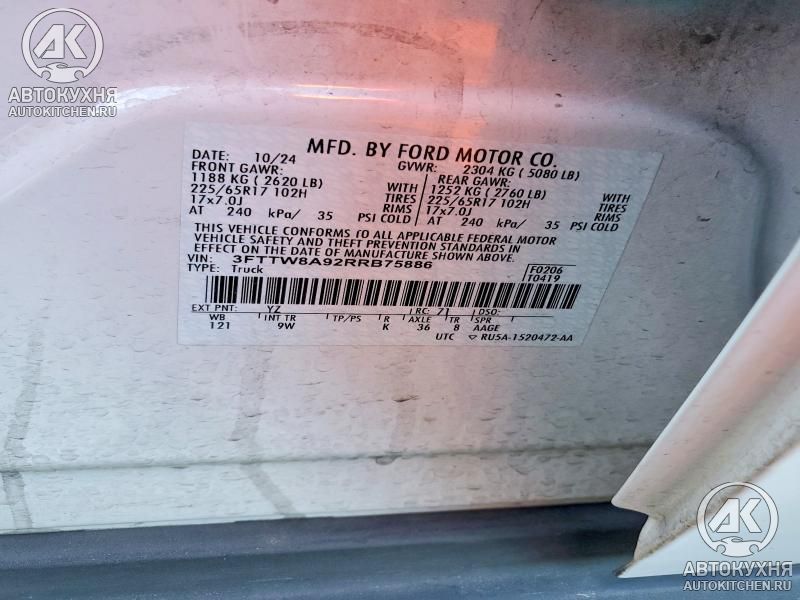 АК
АВТОКУХНЯ
AUTOKITCHEN.RU
MFD. BY FORD MOTOR CO.
DATE: 10/24 GVWR: 2304 KG ( 5080 LB)
FRONT GAWR: REAR GAWR:
1188 KG ( 2620 LB) WITH 1252 KG ( 2760 LB) WITH
225/65R17 102H TIRES 225/65R17 102H TIRES
17x7.0J RIMS 17x7.0J RIMS
AT 240 kPa/ 35 PSI COLD AT 240 kPa/ 35 PSI COLD
THIS VEHICLE CONFORMS TO ALL APPLICABLE FEDERAL MOTOR
VEHICLE SAFETY AND THEFT PREVENTION STANDARDS IN
EFFECT ON THE DATE OF MANUFACTURE SHOWN ABOVE.
VIN: 3FTTW8A92RRB75886 F0206
TYPE: Truck T0419
EXT PNT: YZ RC: 71 DSO:
WB INT TR TP/PS R AXLE TR SPR
121 9W K 36 8 AAGE
UTC RU5A-1520472-AA
АК
АВТОКУХНЯ
AUTOKITCHEN.RU